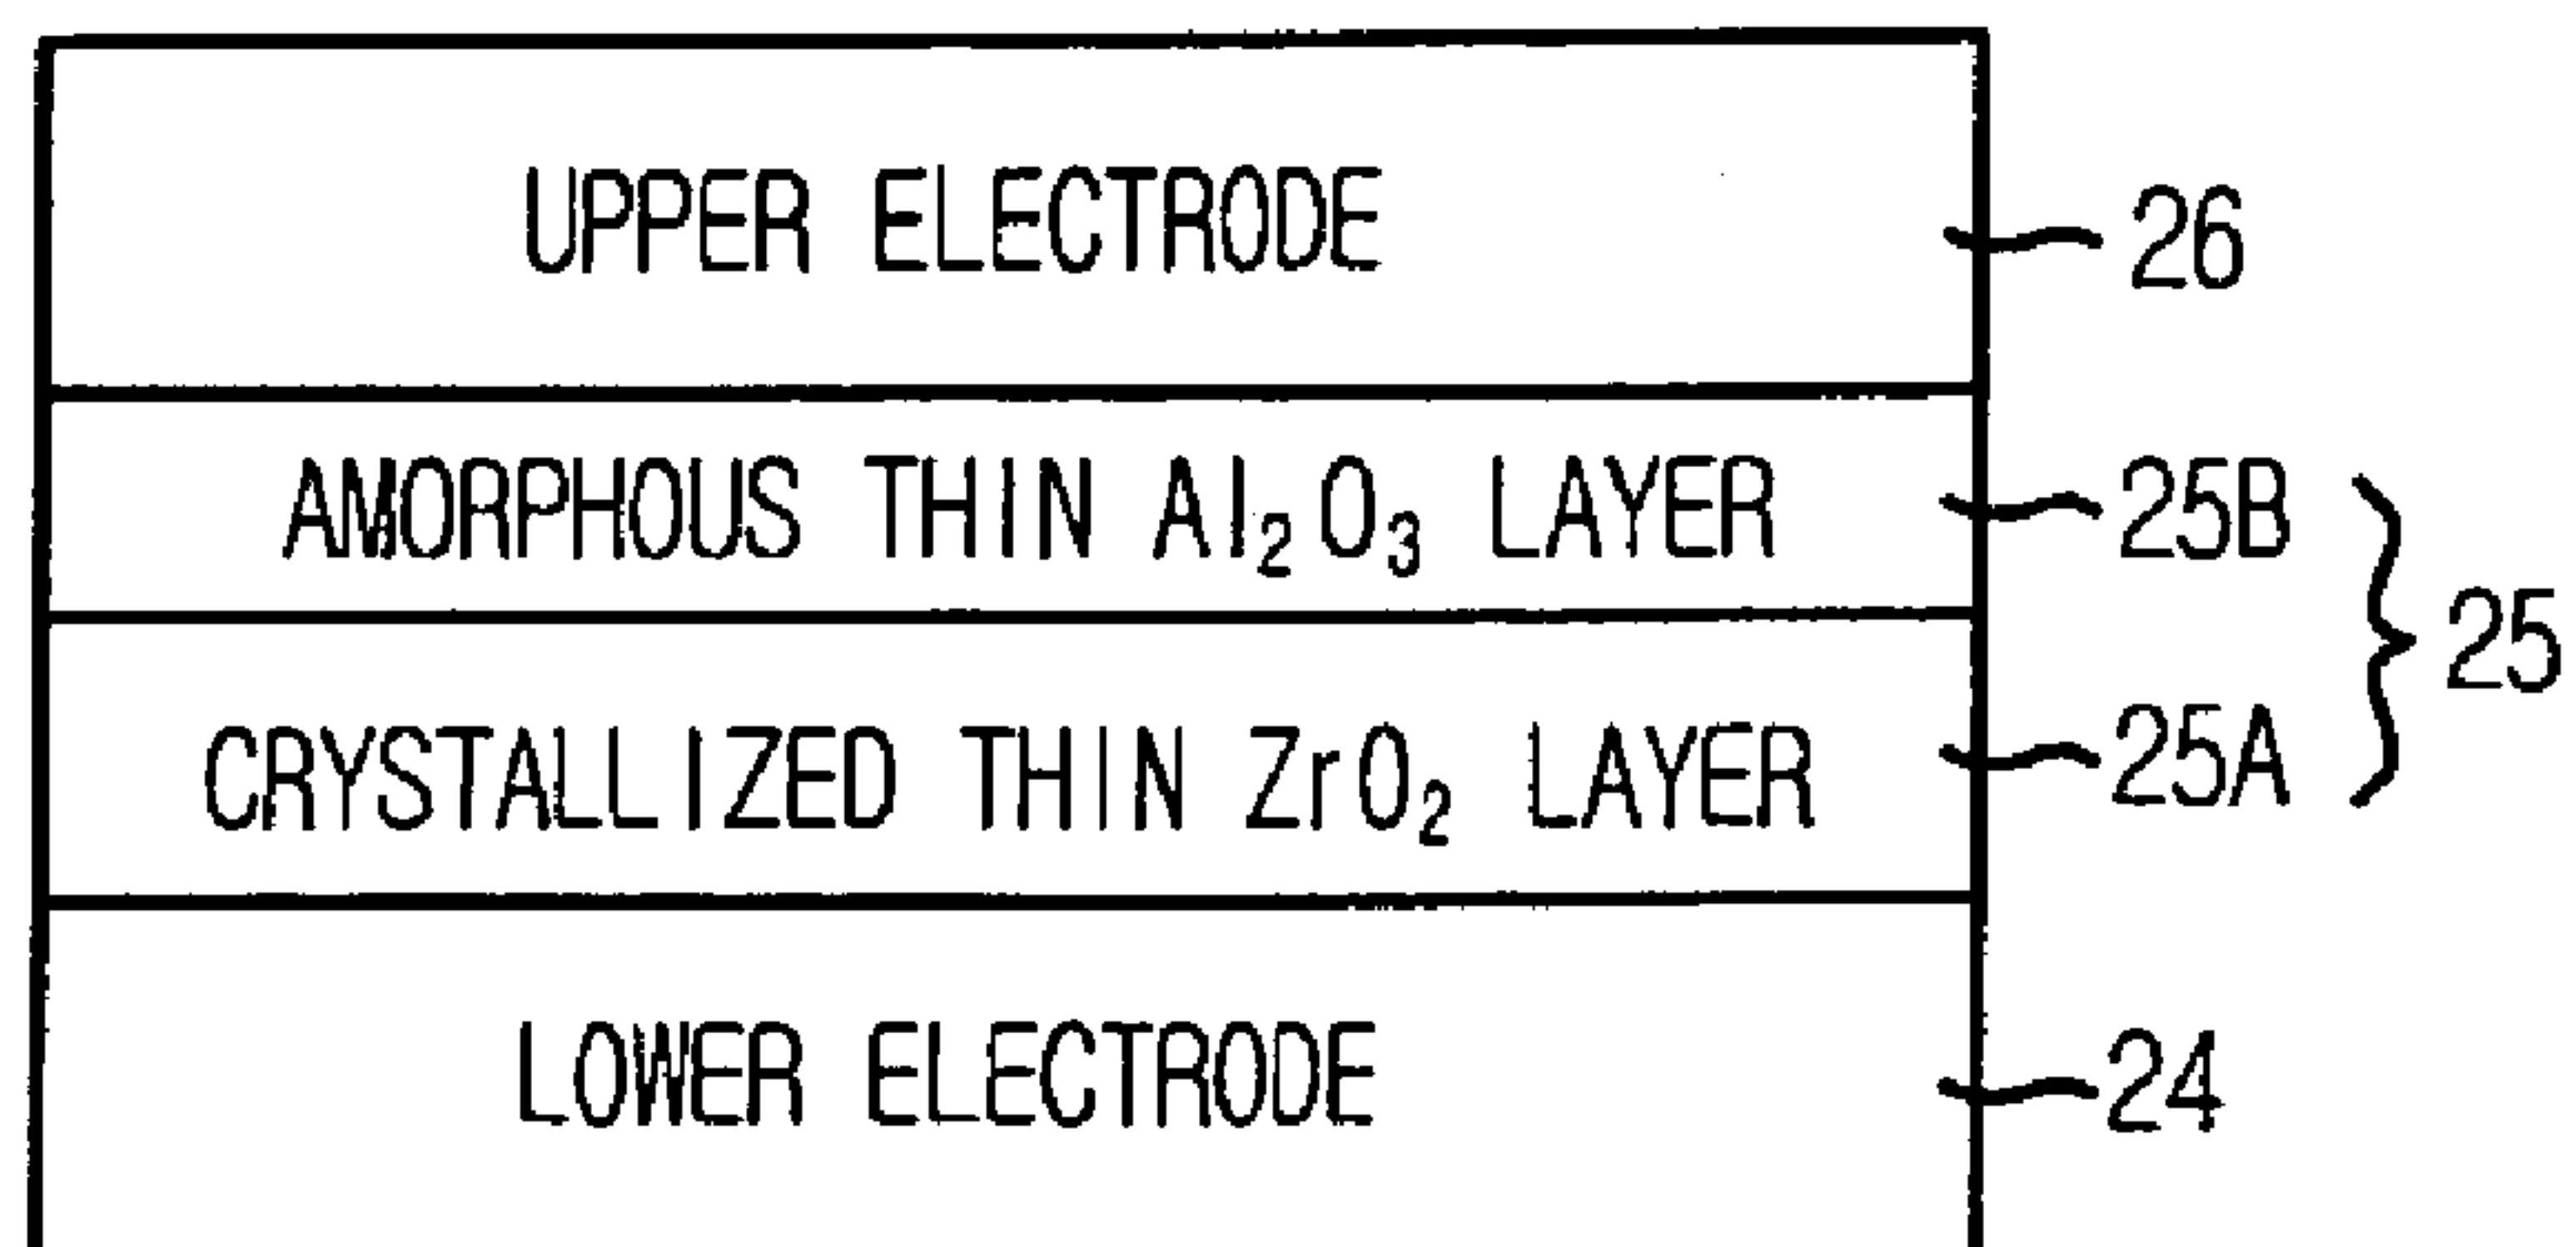 UPPER ELECTRODE 26
AMORPHOUS THIN Al₂O₃ LAYER 25B
25
CRYSTALLIZED THIN ZrO₂ LAYER 25A
LOWER ELECTRODE 24